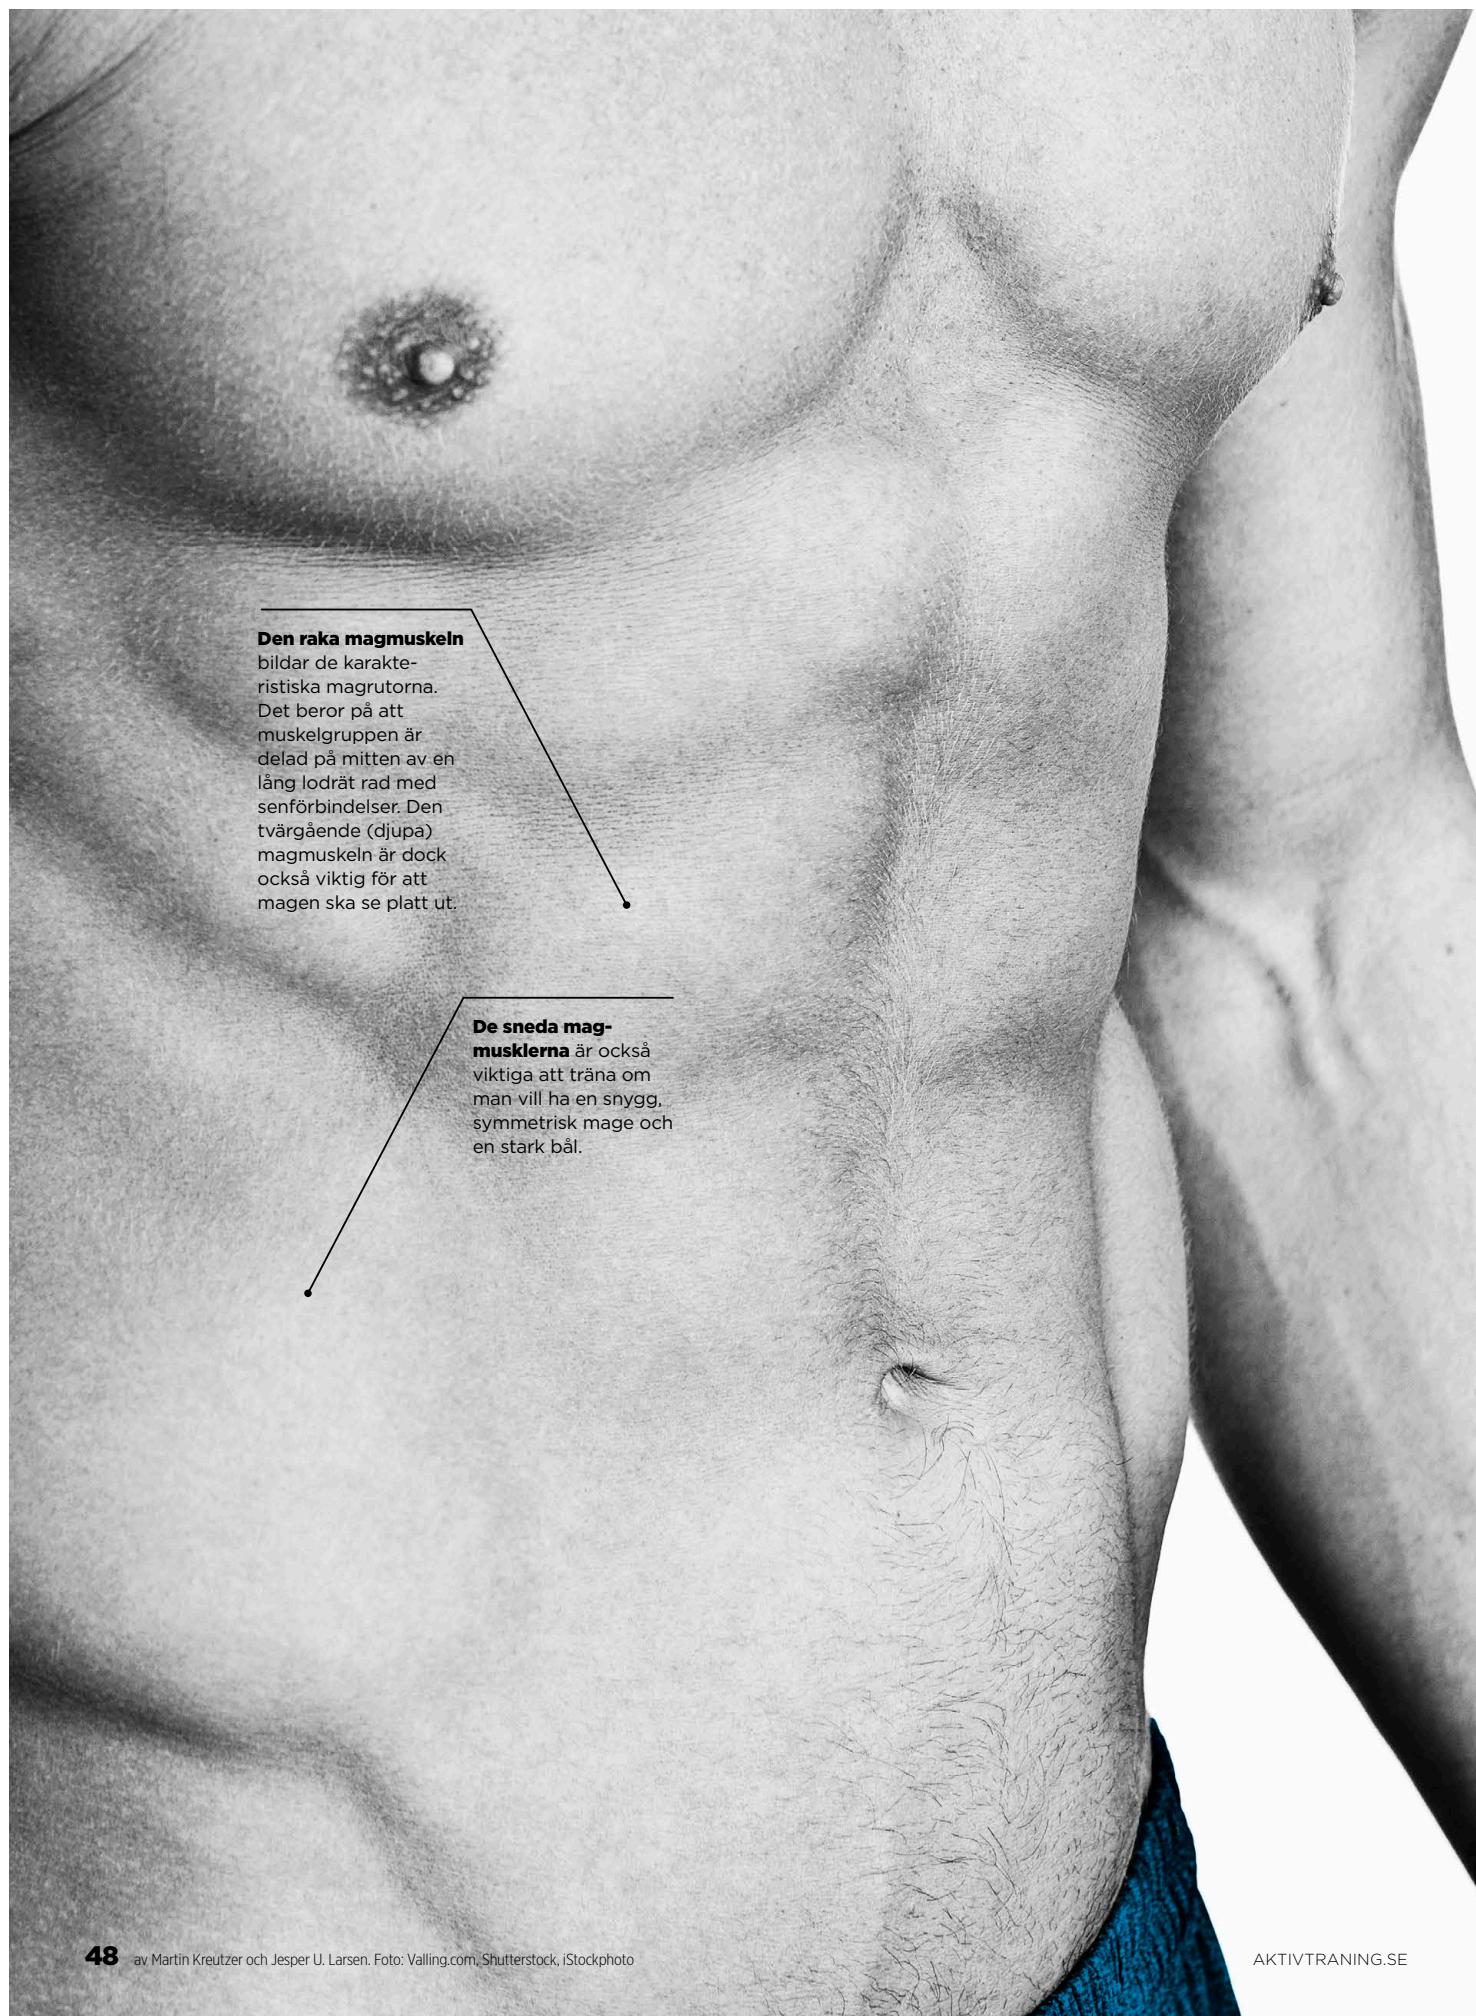 Den raka magmuskeln
bildar de karakte-
ristiska magrutorna.
Det beror på att
muskelgruppen är
delad på mitten av en
lång lodrät rad med
senförbindelser. Den
tvärgående (djupa)
magmuskeln är dock
också viktig för att
magen ska se platt ut.
De sneda mag-
musklerna är också
viktiga att träna om
man vill ha en snygg,
symmetrisk mage och
en stark bål.
48 av Martin Kreutzer och Jesper U. Larsen. Foto: Valling.com, Shutterstock, iStockphoto
AKTIVTRANING.SE